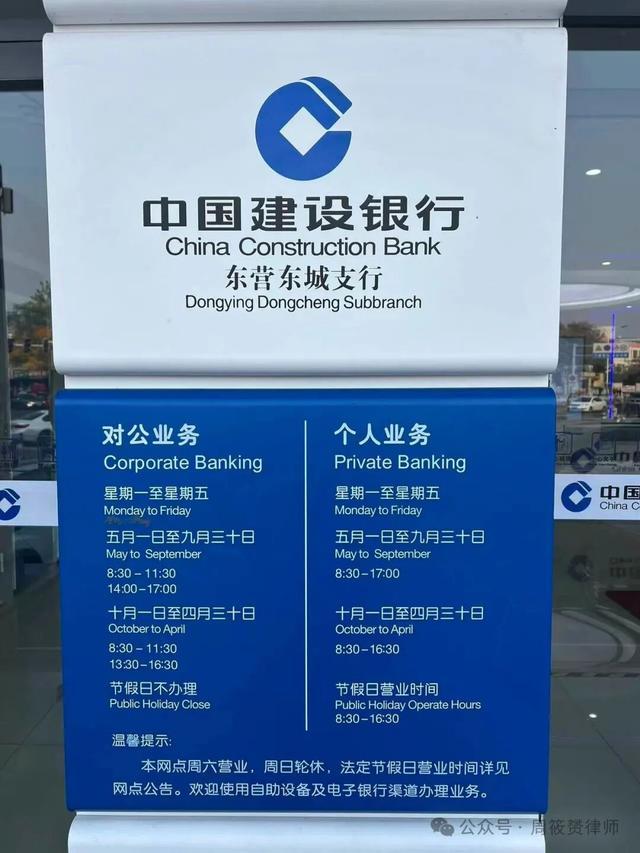 中国建设银行
China Construction Bank
东营东城支行
Dongying Dongcheng Subbranch
对公业务
Corporate Banking
星期一至星期五
Monday to Friday
五月一日至九月三十日
May to September
8:30－11:30
14:00-17:00
十月一日至四月三十日
October to April
8:30－11:30
13:30-16:30
节假日不办理
Public Holiday Close
个人业务
Private Banking
星期一至星期五
Monday to Friday
五月一日至九月三十日
May to September
8:30-17:00
十月一日至四月三十日
October to April
8:30-16:30
节假日营业时间
Public Holiday Operate Hours
8:30-16:30
温馨提示:
本网点周六营业，周日轮休，法定节假日营业时间详见
网点公告。欢迎使用自助设备及电子银行渠道办理业务。
中国
China C
公众号·周筱赟律师